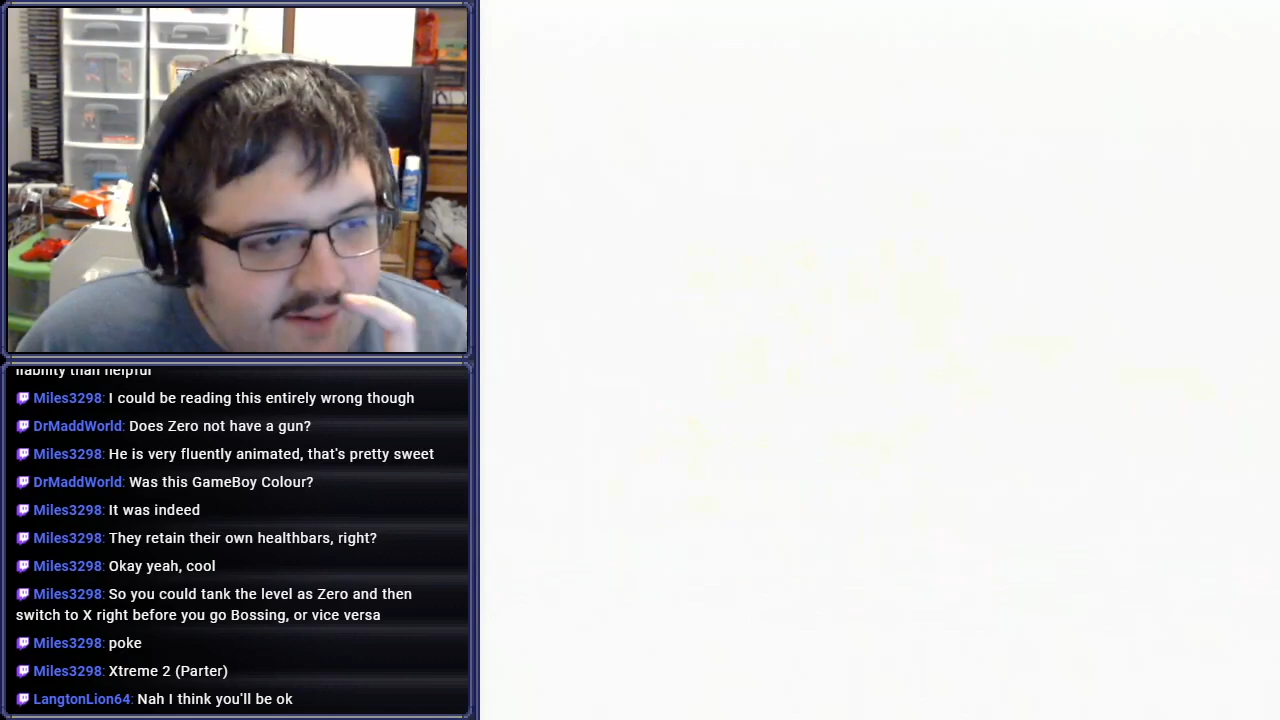 liability than helpful
Miles3298: I could be reading this entirely wrong though
DrMaddWorld: Does Zero not have a gun?
Miles3298: He is very fluently animated, that's pretty sweet
DrMaddWorld: Was this GameBoy Colour?
Miles3298: It was indeed
Miles3298: They retain their own healthbars, right?
Miles3298: Okay yeah, cool
Miles3298: So you could tank the level as Zero and then
switch to X right before you go Bossing, or vice versa
Miles3298: poke
Miles3298: Xtreme 2 (Parter)
LangtonLion64: Nah I think you'll be ok